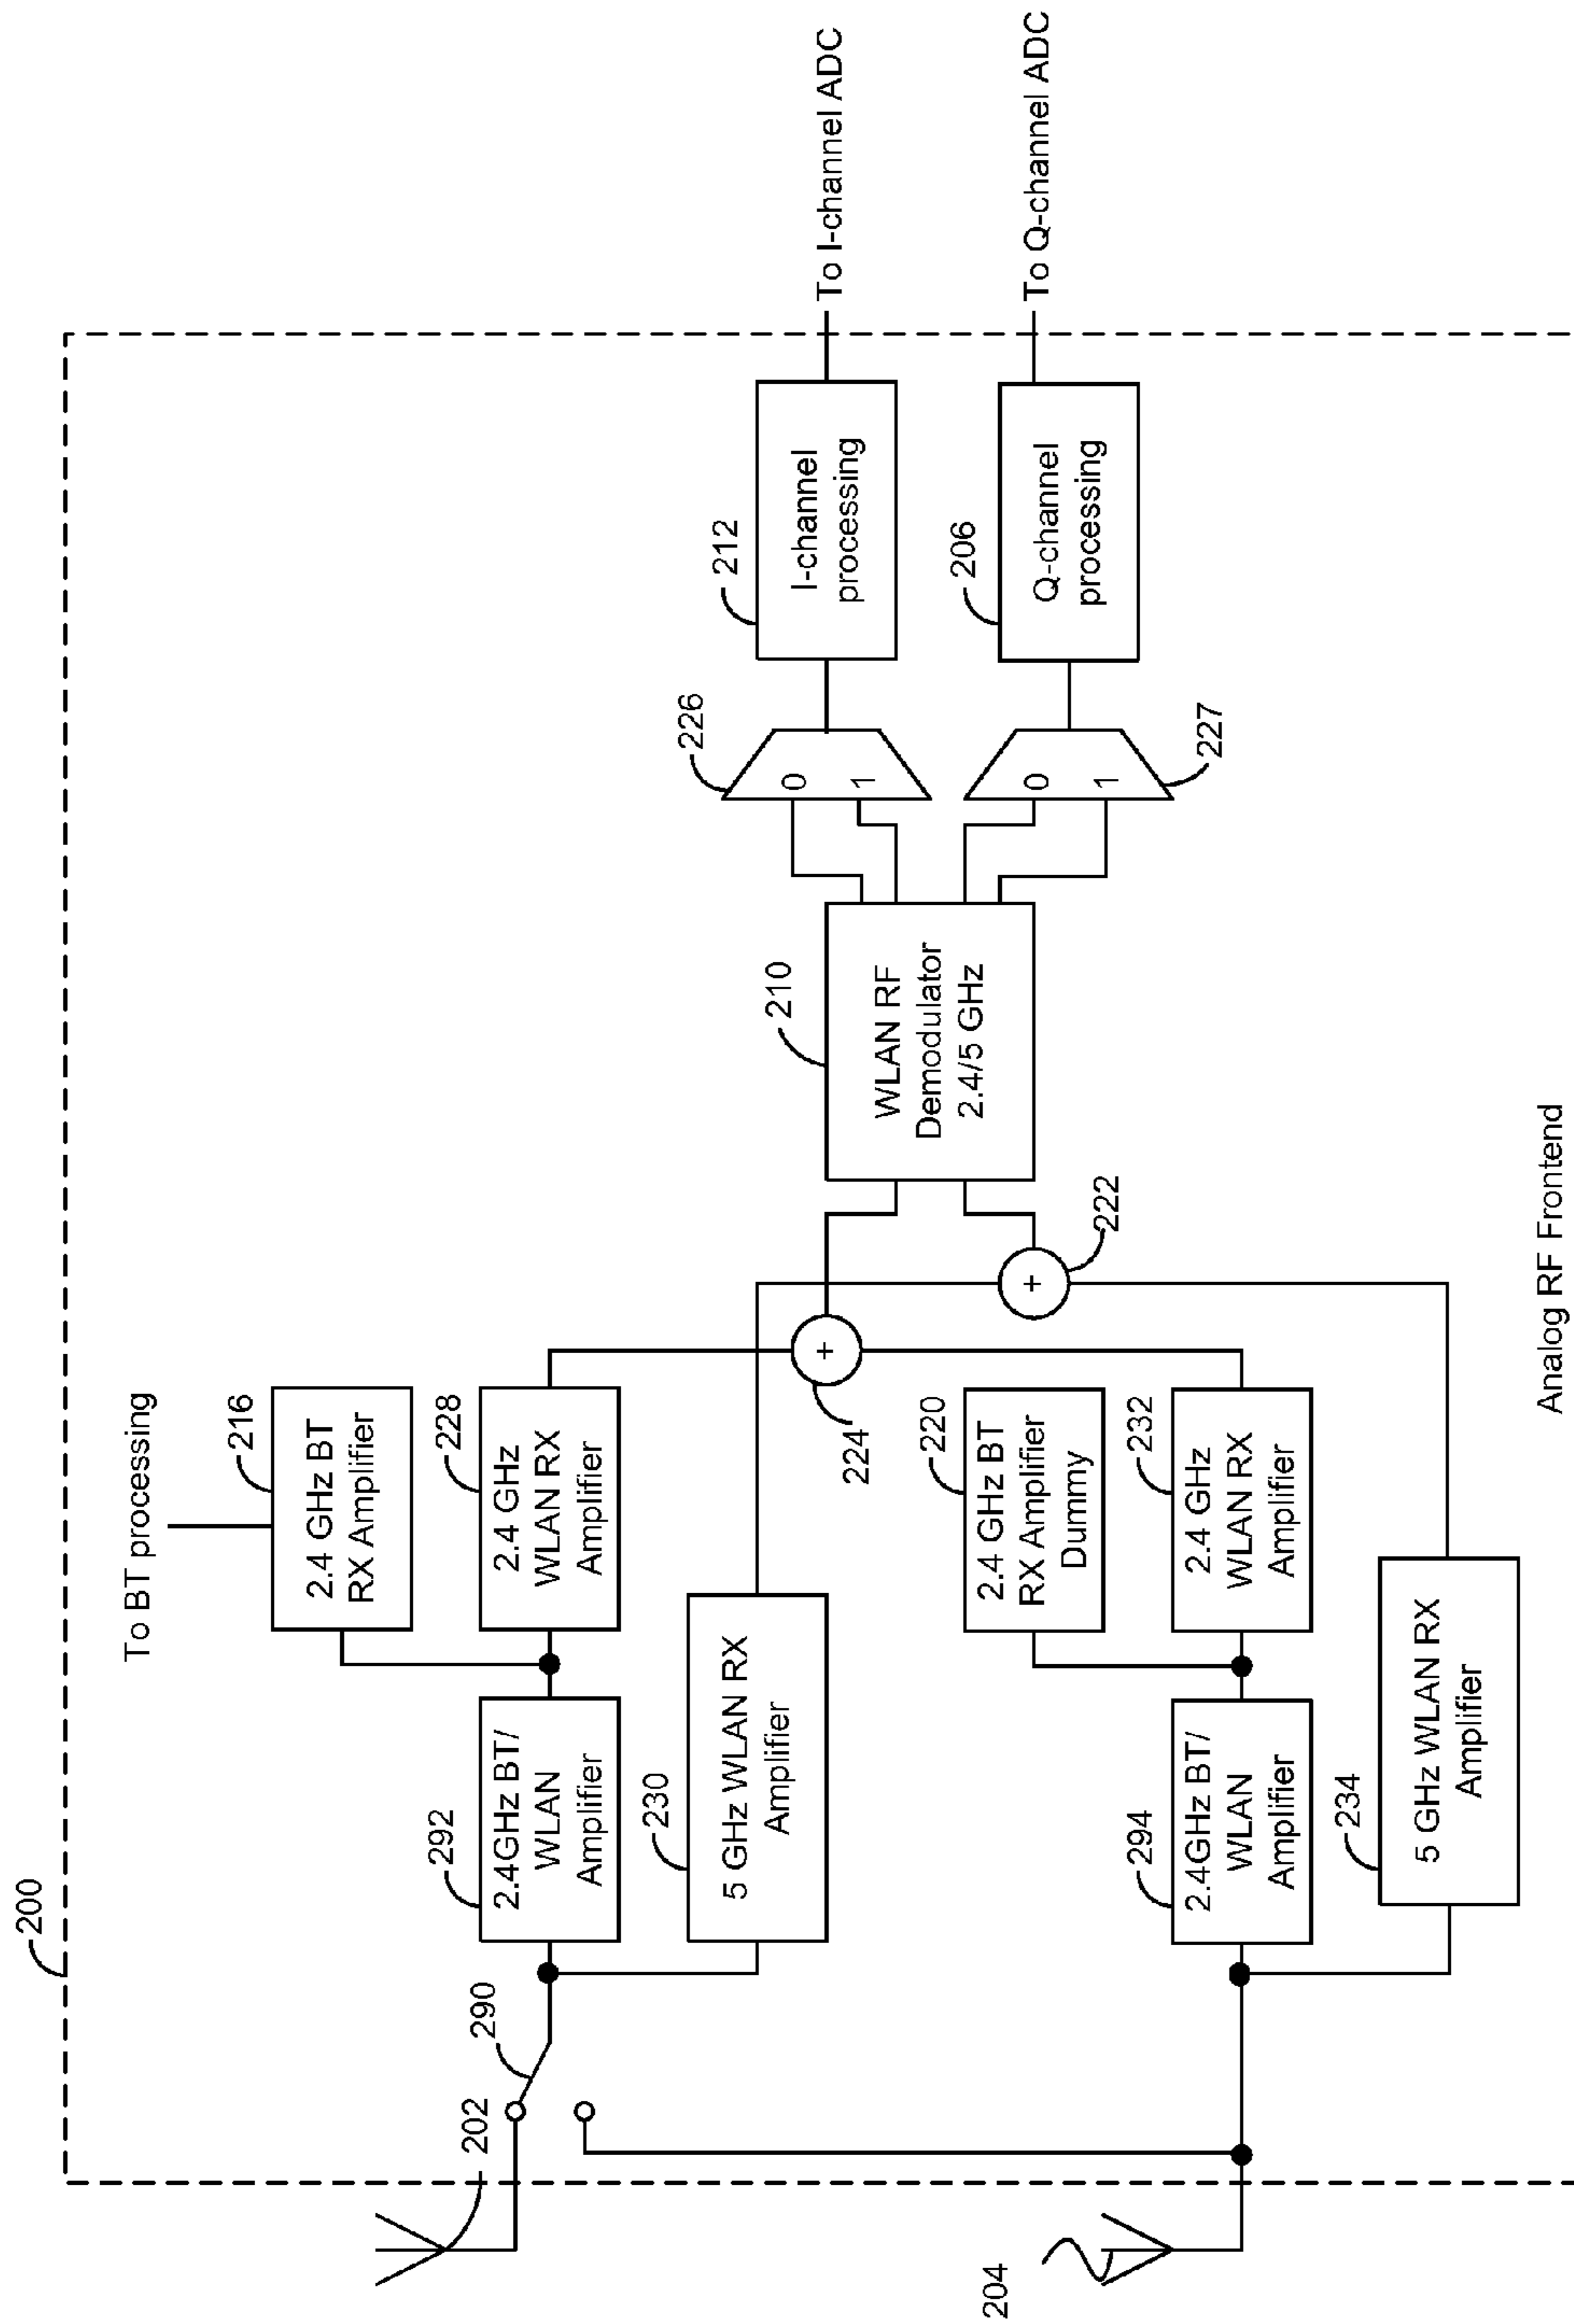 200
To BT processing
216
2.4 GHz BT
RX Amplifier
202
290
292
2.4GHz BT/
WLAN
Amplifier
228
2.4 GHz
WLAN RX
Amplifier
230
5 GHz WLAN RX
Amplifier
224
+
222
+
210
WLAN RF
Demodulator
2.4/5 GHz
226
0
1
212
I-channel
processing
To I-channel ADC
227
0
1
206
Q-channel
processing
To Q-channel ADC
204
220
2.4 GHz BT
RX Amplifier
Dummy
294
2.4GHz BT/
WLAN
Amplifier
232
2.4 GHz
WLAN RX
Amplifier
234
5 GHz WLAN RX
Amplifier
Analog RF Frontend